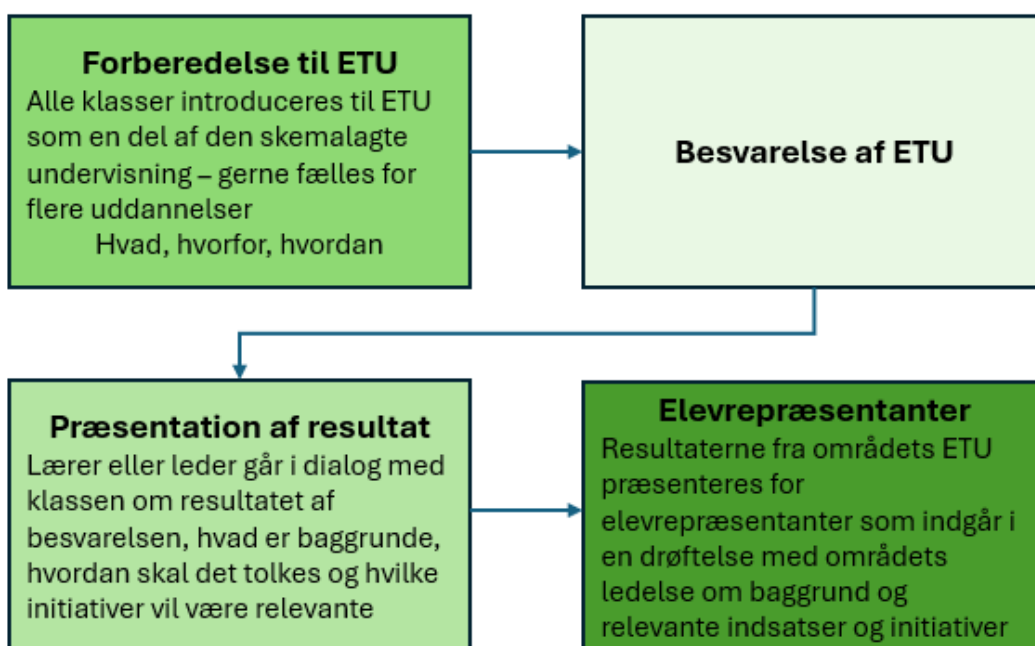 Forberedelse til ETU
Alle klasser introduceres til ETU
som en del af den skemalagte
undervisning – gerne fælles for
flere uddannelser
Hvad, hvorfor, hvordan
Besvarelse af ETU
Præsentation af resultat
Lærer eller leder går i dialog med
klassen om resultatet af
besvarelsen, hvad er baggrunde,
hvordan skal det tolkes og hvilke
initiativer vil være relevante
Elevrepræsentanter
Resultaterne fra områdets ETU
præsenteres for
elevrepræsentanter som indgår i
en drøftelse med områdets
ledelse om baggrund og
relevante indsatser og initiativer